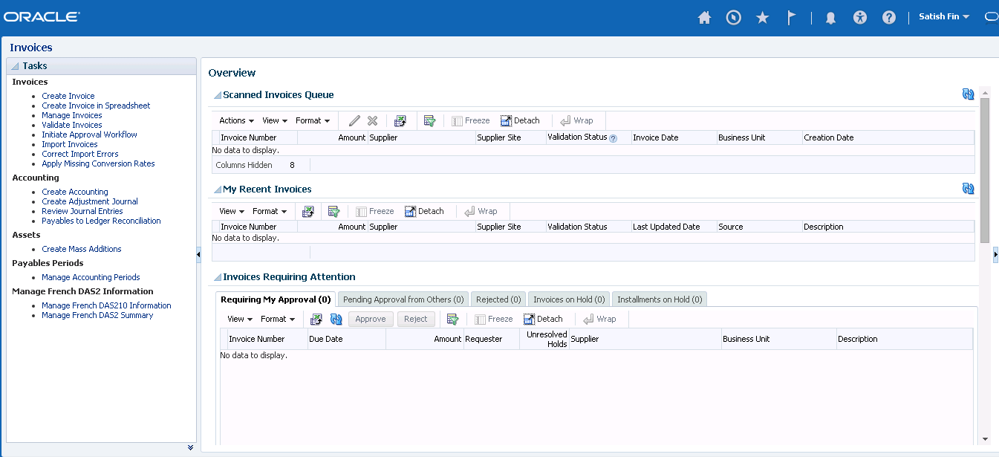 ORACLE
Satish Fin
Invoices
Tasks
Invoices
Create Invoice
Create Invoice in Spreadsheet
Manage Invoices
Validate Invoices
Initiate Approval Workflow
Import Invoices
Correct Import Errors
Apply Missing Conversion Rates
Accounting
Create Accounting
Create Adjustment Journal
Review Journal Entries
Payables to Ledger Reconciliation
Assets
Create Mass Additions
Payables Periods
Manage Accounting Periods
Manage French DAS2 Information
Manage French DAS210 Information
Manage French DAS2 Summary
Overview
Scanned Invoices Queue
Actions View Format Freeze Detach Wrap
Invoice Number Amount Supplier Supplier Site Validation Status ? Invoice Date Business Unit Creation Date
No data to display.
Columns Hidden 8
My Recent Invoices
View Format Freeze Detach Wrap
Invoice Number Amount Supplier Supplier Site Validation Status Last Updated Date Source Description
No data to display.
Invoices Requiring Attention
Requiring My Approval (0) Pending Approval from Others (0) Rejected (0) Invoices on Hold (0) Installments on Hold (0)
View Format Approve Reject Freeze Detach Wrap
Invoice Number Due Date Amount Requester Unresolved Holds Supplier Business Unit Description
No data to display.